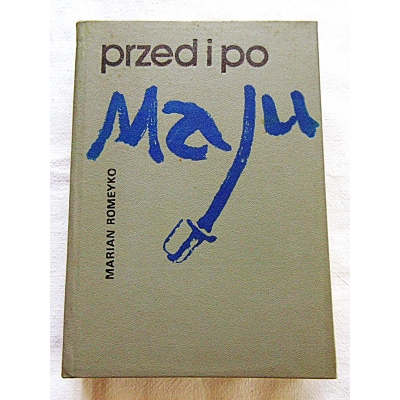 przed i po
Maju
MARIAN ROMEYKO